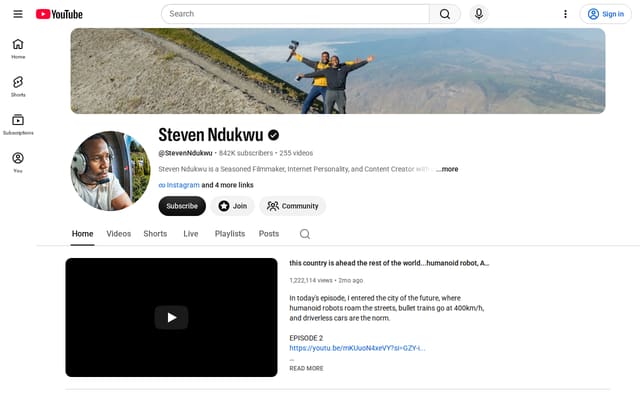 YouTube
Search
Sign in
Home
Shorts
Subscriptions
You
Steven Ndukwu
@StevenNdukwu • 842K subscribers • 255 videos
Steven Ndukwu is a Seasoned Filmmaker, Internet Personality, and Content Creator with ...more
Instagram and 4 more links
Subscribe
Join
Community
Home Videos Shorts Live Playlists Posts
this country is ahead the rest of the world...humanoid robot, A...
1,222,114 views • 2mo ago
In today's episode, I entered the city of the future, where
humanoid robots roam the streets, bullet trains go at 400km/h,
and driverless cars are the norm.
EPISODE 2
https://youtu.be/mKUuoN4xeVY?si=GZY-i...
...
READ MORE